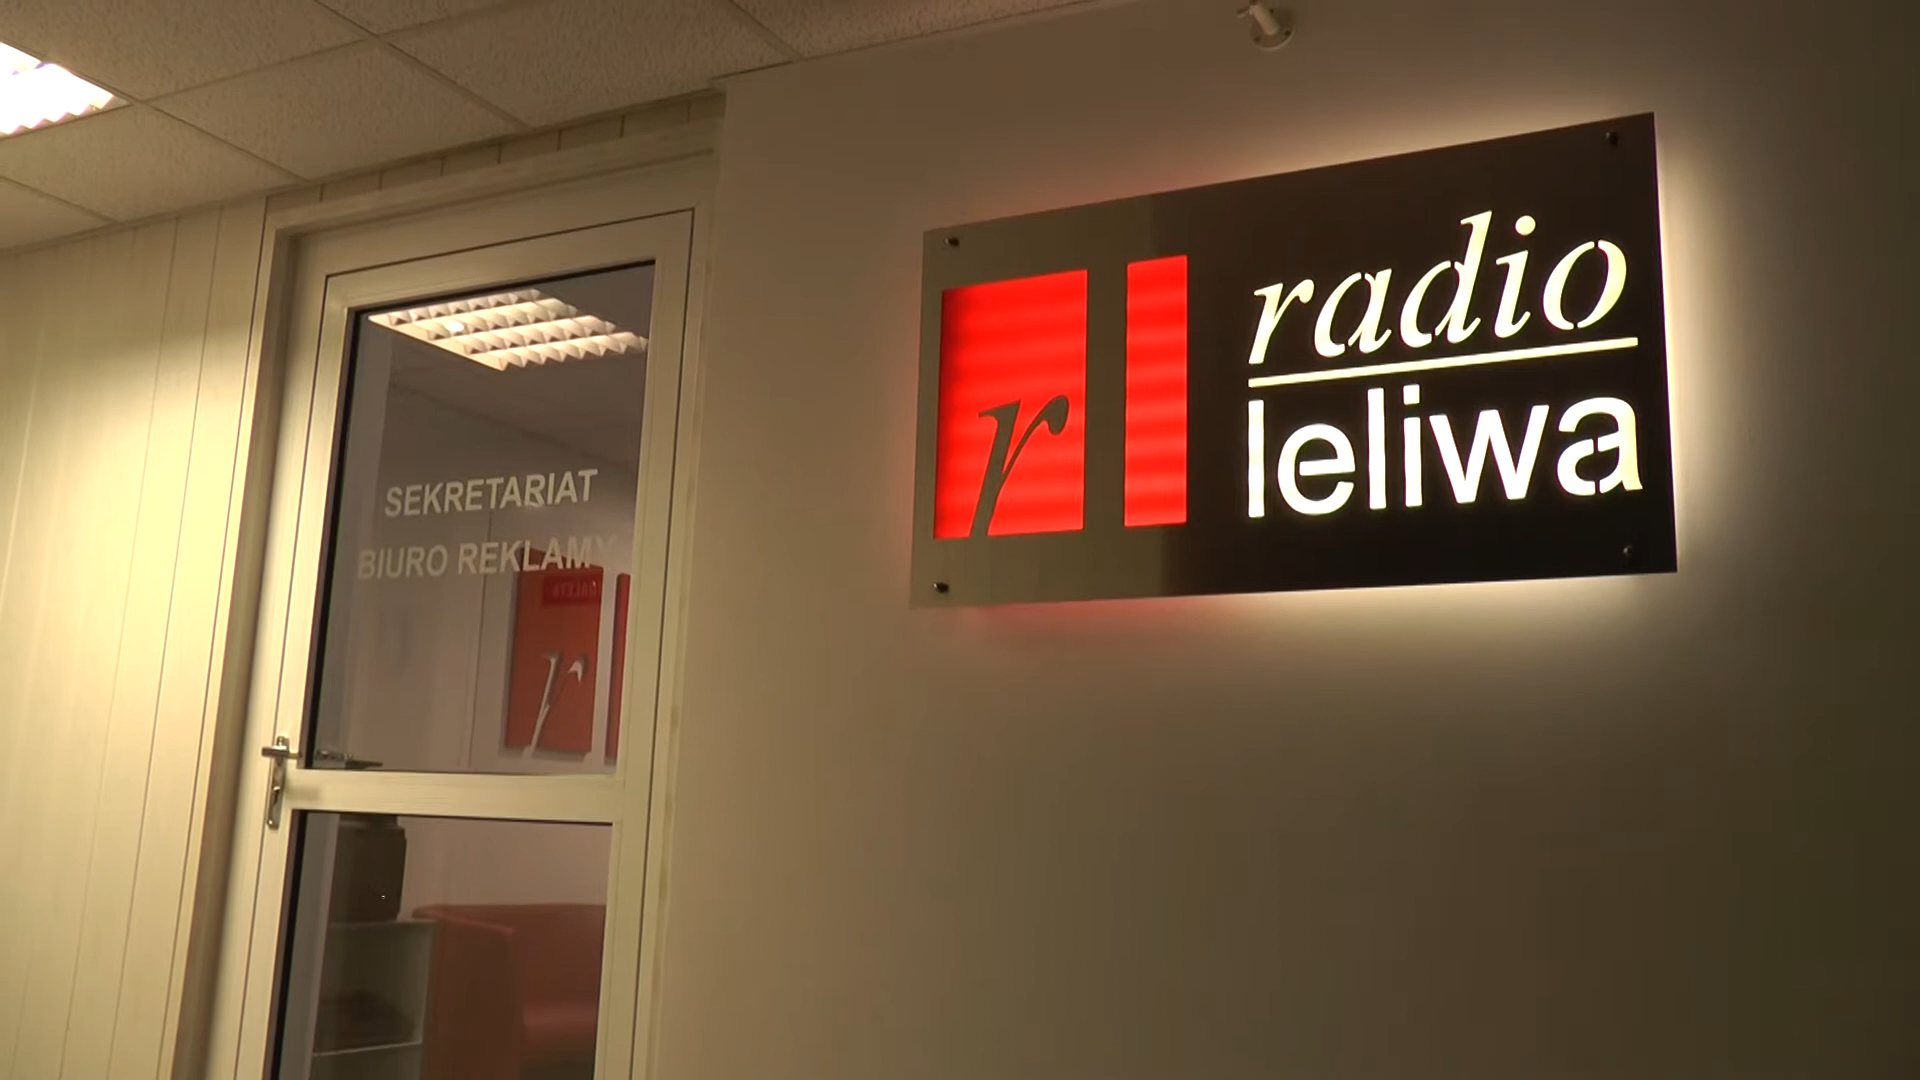 SEKRETARIAT
BIURO REKLAMY
r
radio
leliwa
r